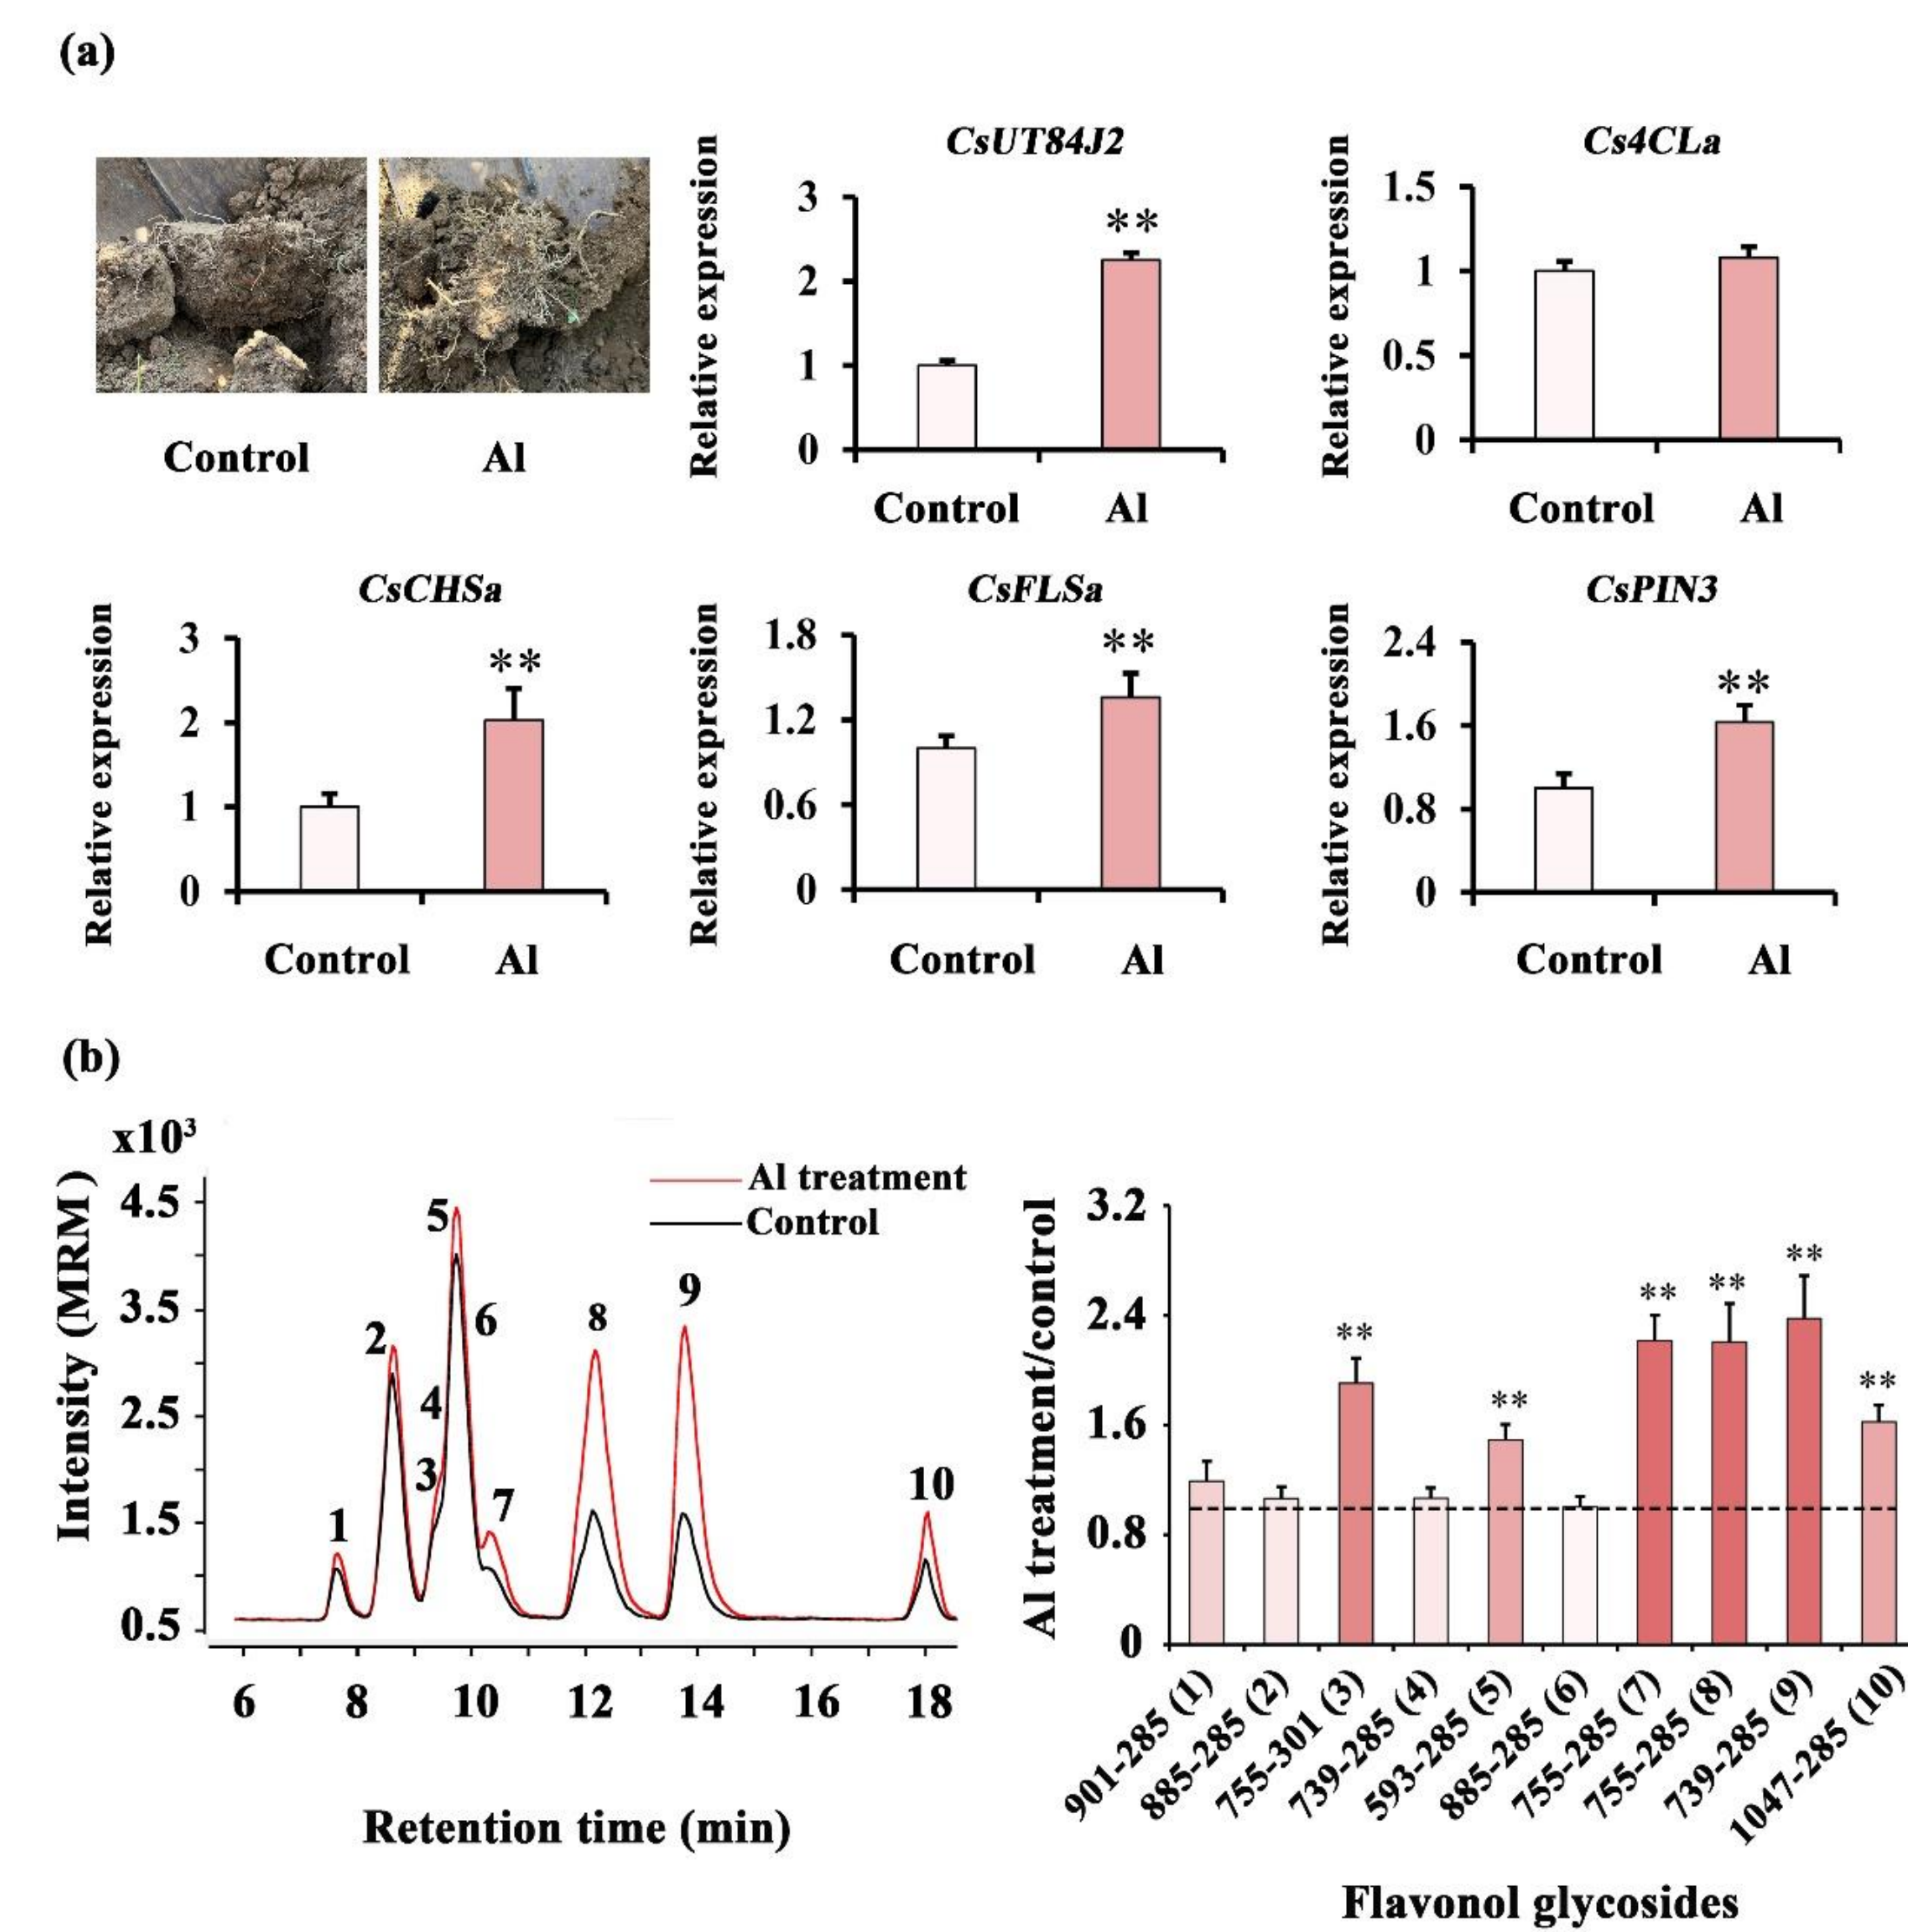 (a)
Control
Al
CsUT84J2
Relative expression
3
2
1
0
**
Control
Al
Cs4CLa
Relative expression
1.5
1
0.5
0
Control
Al
CsCHSa
Relative expression
3
2
1
0
**
Control
Al
CsFLSa
Relative expression
1.8
1.2
0.6
0
**
Control
Al
CsPIN3
Relative expression
2.4
1.6
0.8
0
**
Control
Al
(b)
x10³
Intensity (MRM)
4.5
3.5
2.5
1.5
0.5
Al treatment
Control
1
2
3
4
5
6
7
8
9
10
6
8
10
12
14
16
18
Retention time (min)
Al treatment/control
3.2
2.4
1.6
0.8
0
**
**
**
**
**
**
901-285 (1)
885-285 (2)
755-301 (3)
739-285 (4)
593-285 (5)
885-285 (6)
755-285 (7)
755-285 (8)
739-285 (9)
1047-285 (10)
Flavonol glycosides